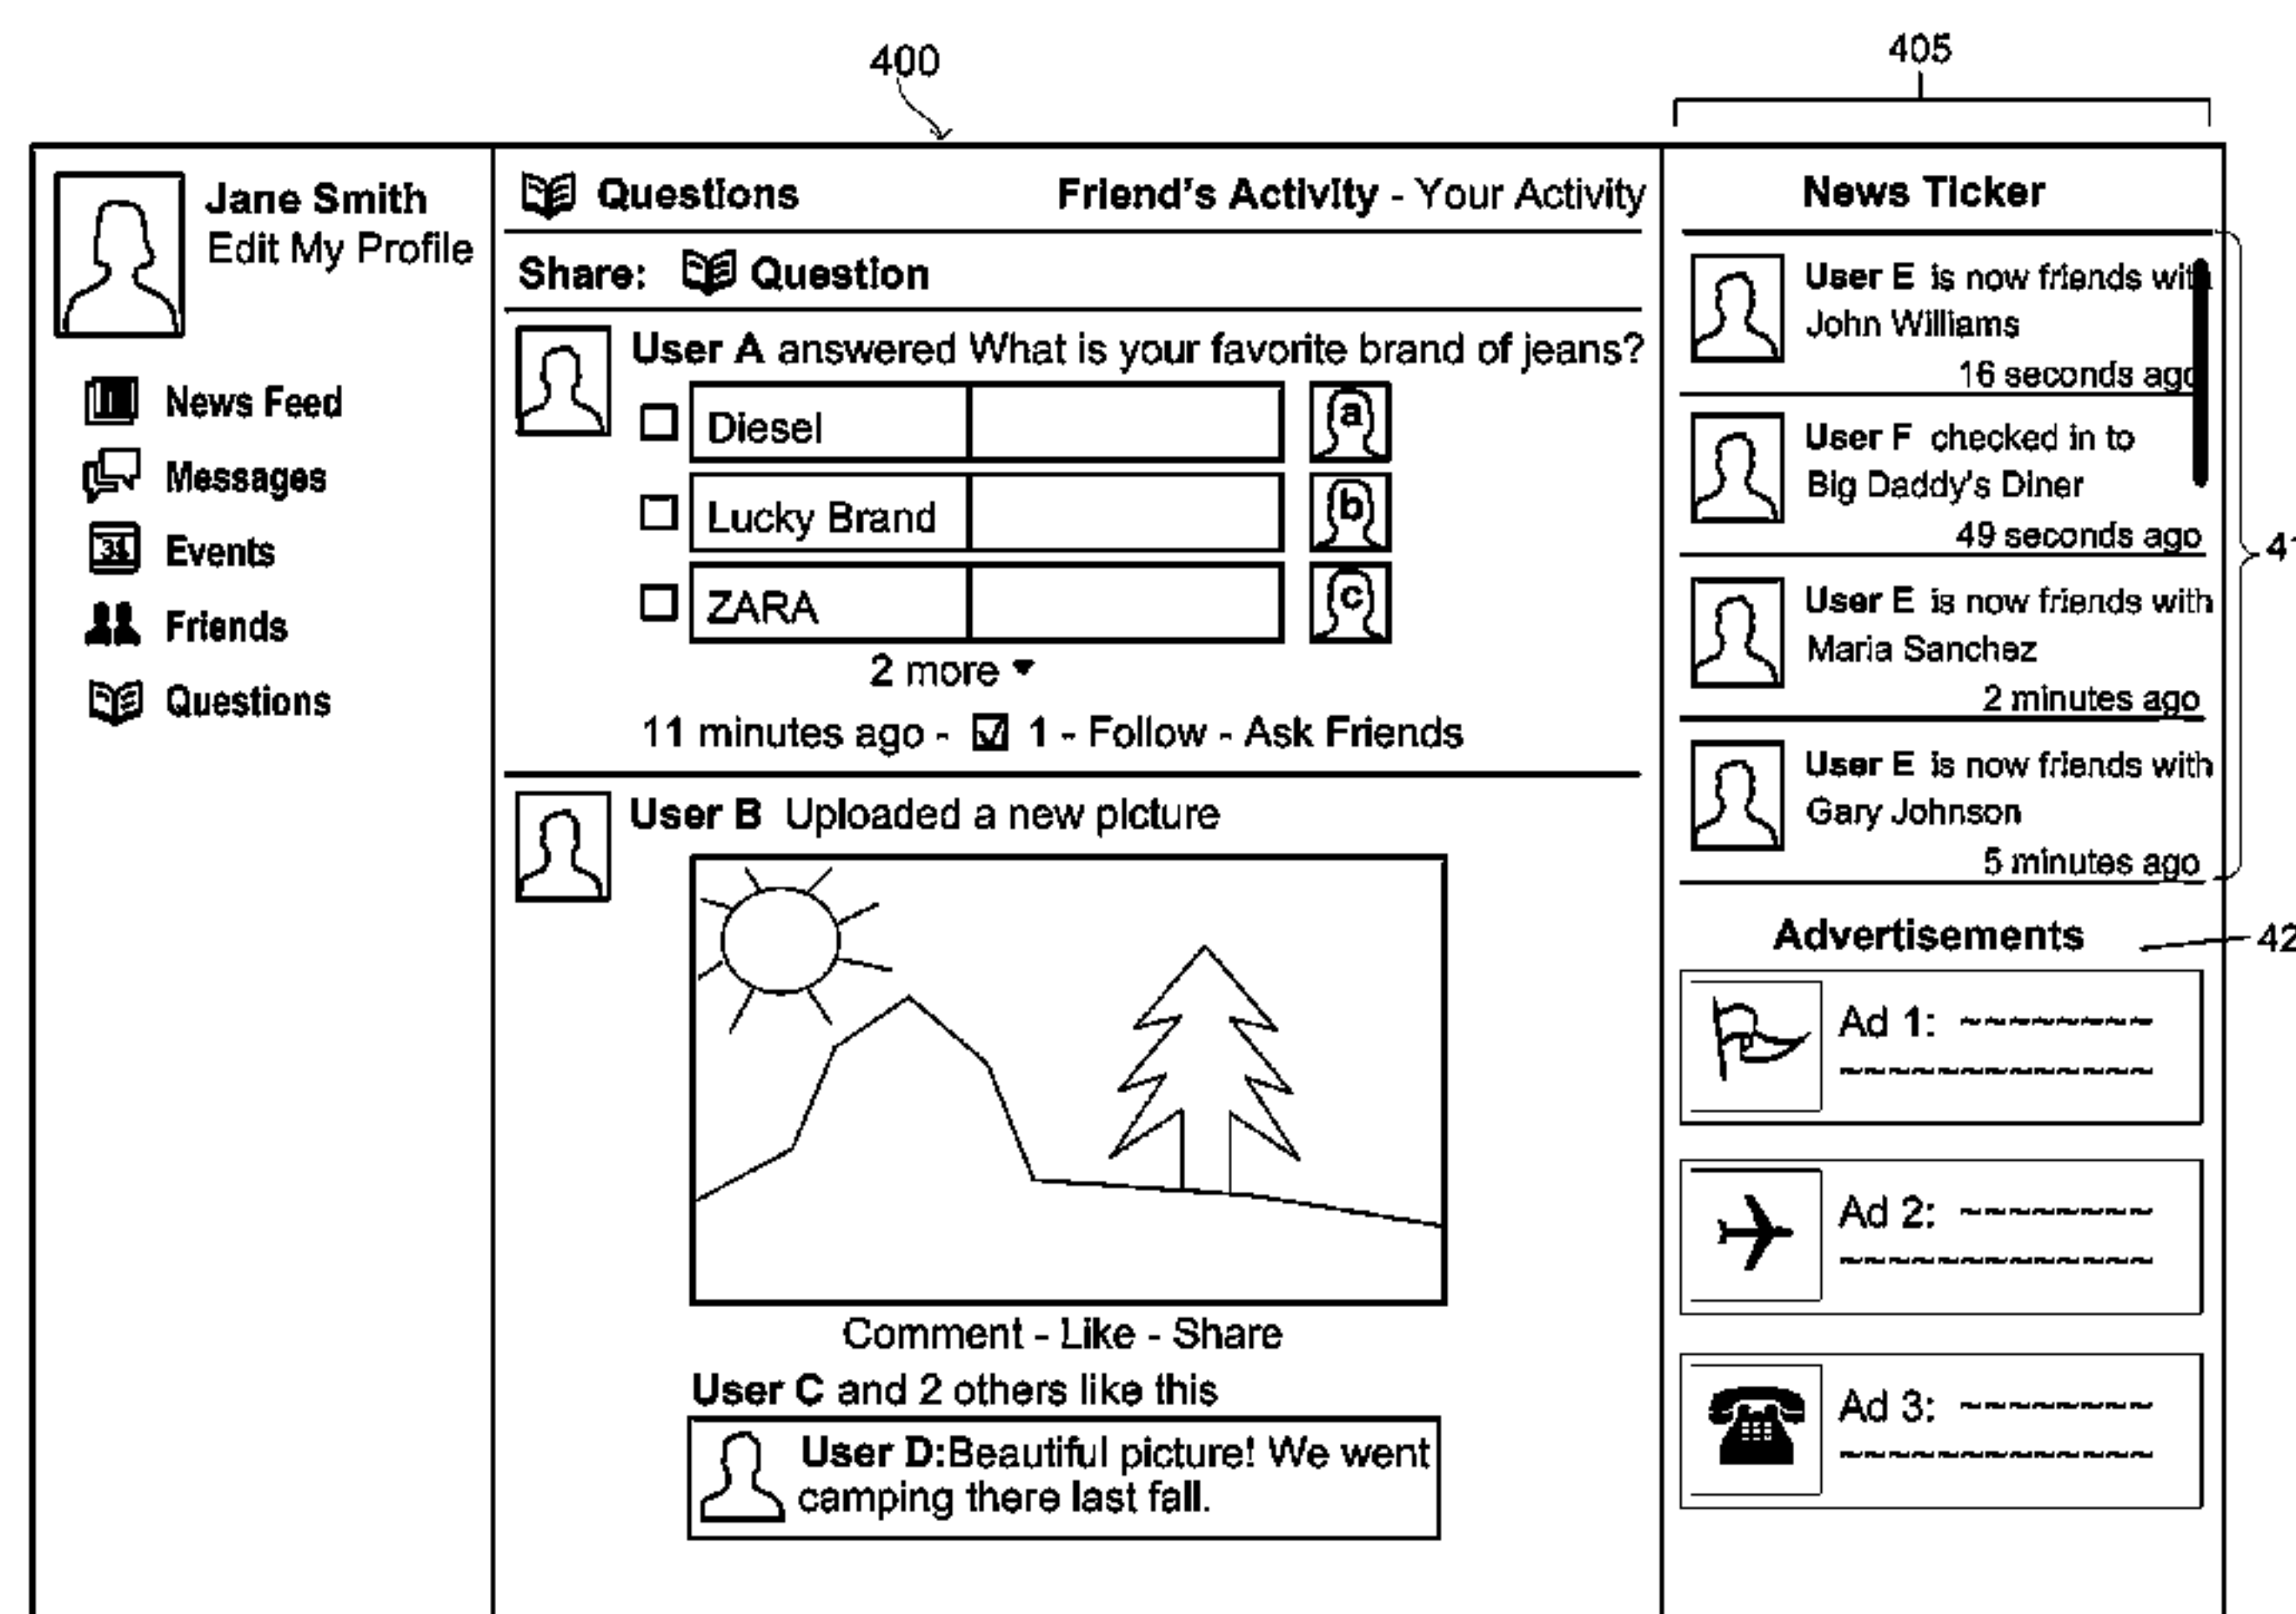 400
405
Jane Smith
Edit My Profile
News Feed
Messages
31
Events
Friends
Questions
Questions
Friend's Activity - Your Activity
Share: Question
User A answered What is your favorite brand of jeans?
Diesel
a
Lucky Brand
b
ZARA
c
2 more
11 minutes ago - 1 - Follow - Ask Friends
User B Uploaded a new picture
Comment - Like - Share
User C and 2 others like this
User D:Beautiful picture! We went
camping there last fall.
News Ticker
User E is now friends with
John Williams
16 seconds ago
User F checked in to
Big Daddy's Diner
49 seconds ago
User E is now friends with
Maria Sanchez
2 minutes ago
User E is now friends with
Gary Johnson
5 minutes ago
Advertisements
Ad 1:
Ad 2:
Ad 3: